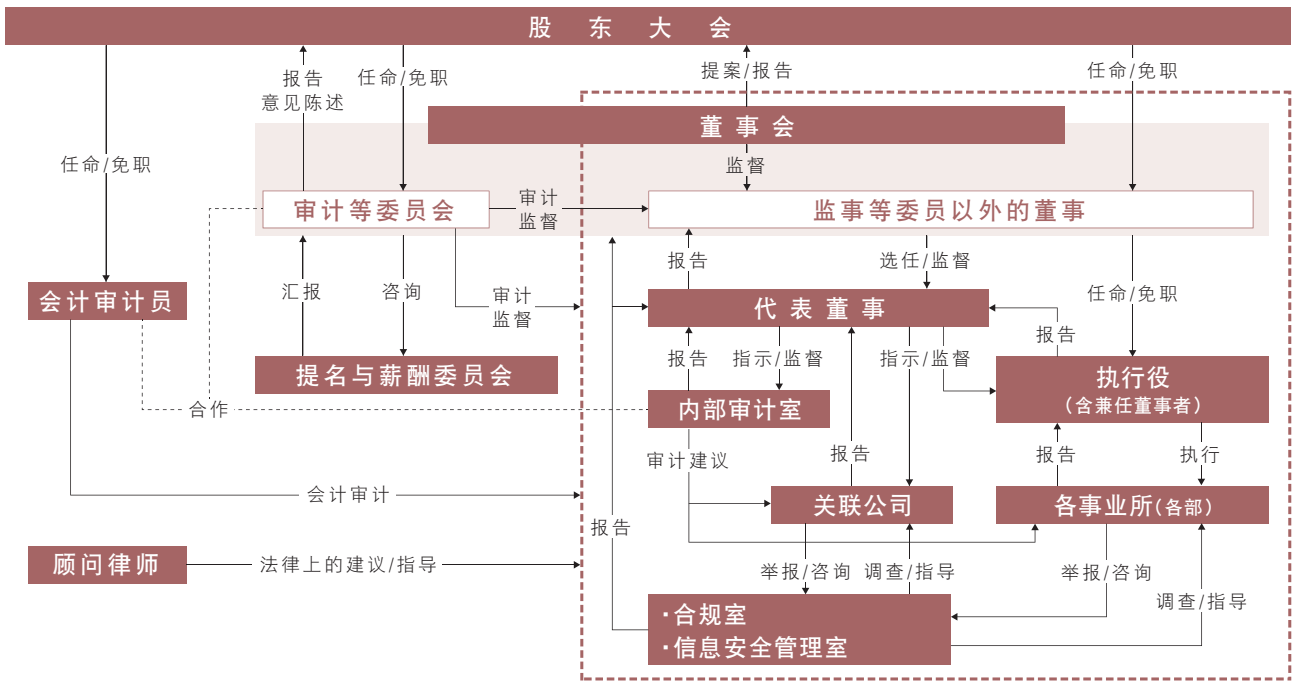 股东大会
报告
意见陈述
任命/免职
提案/报告
任命/免职
董事会
任命/免职
监督
审计等委员会
审计
监督
监事等委员以外的董事
报告
选任/监督
会计审计员
汇报
咨询
审计
监督
代表董事
任命/免职
报告
提名与薪酬委员会
报告
指示/监督
指示/监督
执行役
(含兼任董事者)
合作
内部审计室
审计建议
报告
报告
执行
会计审计
关联公司
各事业所(各部)
报告
顾问律师
法律上的建议/指导
举报/咨询
调查/指导
举报/咨询
调查/指导
·合规室
·信息安全管理室